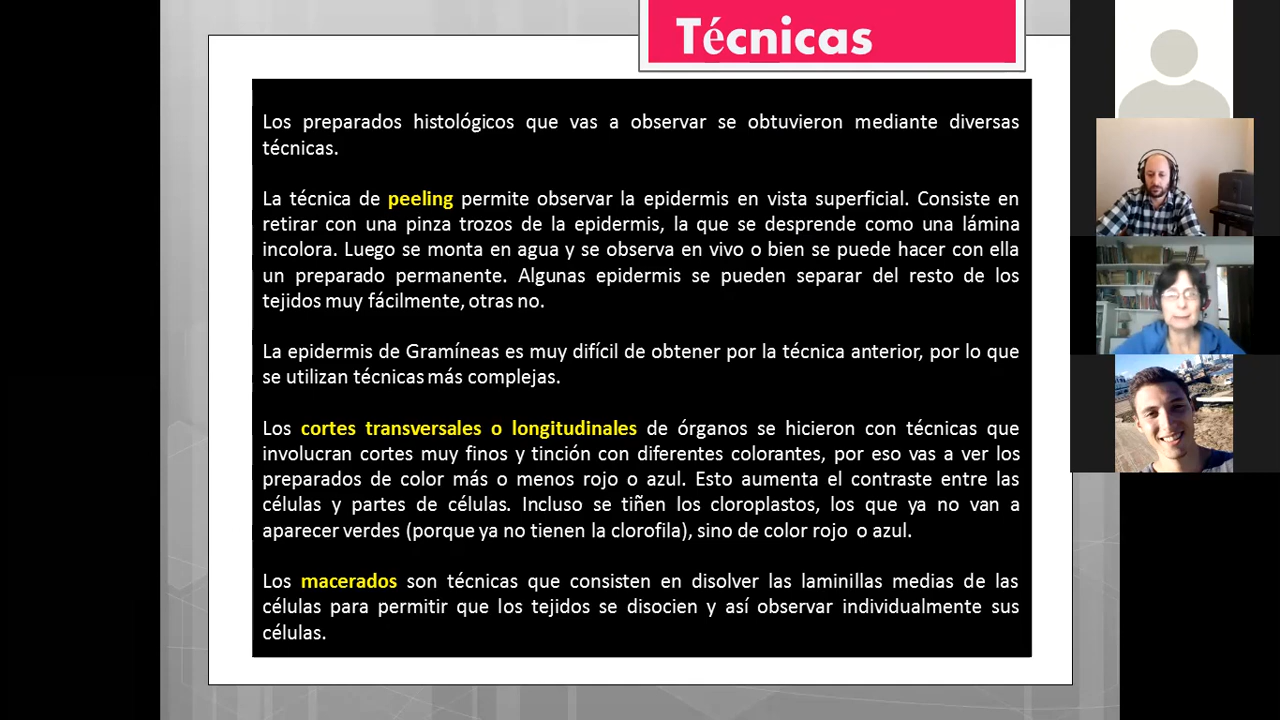 Técnicas
Los preparados histológicos que vas a observar se obtuvieron mediante diversas
técnicas.
La técnica de peeling permite observar la epidermis en vista superficial. Consiste en
retirar con una pinza trozos de la epidermis, la que se desprende como una lámina
incolora. Luego se monta en agua y se observa en vivo o bien se puede hacer con ella
un preparado permanente. Algunas epidermis se pueden separar del resto de los
tejidos muy fácilmente, otras no.
La epidermis de Gramíneas es muy difícil de obtener por la técnica anterior, por lo que
se utilizan técnicas más complejas.
Los cortes transversales o longitudinales de órganos se hicieron con técnicas que
involucran cortes muy finos y tinción con diferentes colorantes, por eso vas a ver los
preparados de color más o menos rojo o azul. Esto aumenta el contraste entre las
células y partes de células. Incluso se tiñen los cloroplastos, los que ya no van a
aparecer verdes (porque ya no tienen la clorofila), sino de color rojo o azul.
Los macerados son técnicas que consisten en disolver las laminillas medias de las
células para permitir que los tejidos se disocien y así observar individualmente sus
células.